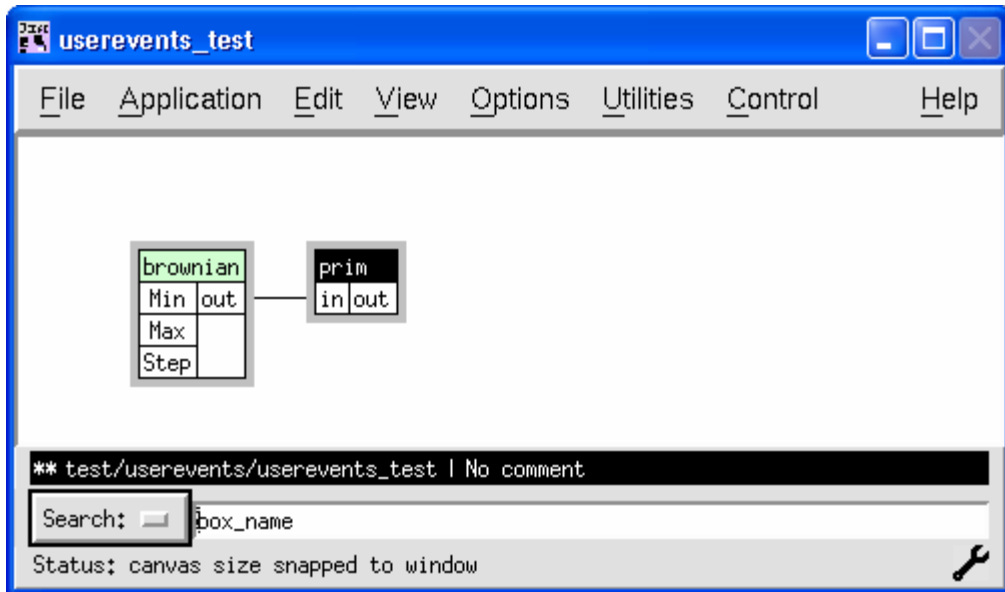 userevents_test
File Application Edit View Options Utilities Control Help
brownian prim
Min out in out
Max
Step
** test/userevents/userevents_test | No comment
Search: box_name
Status: canvas size snapped to window